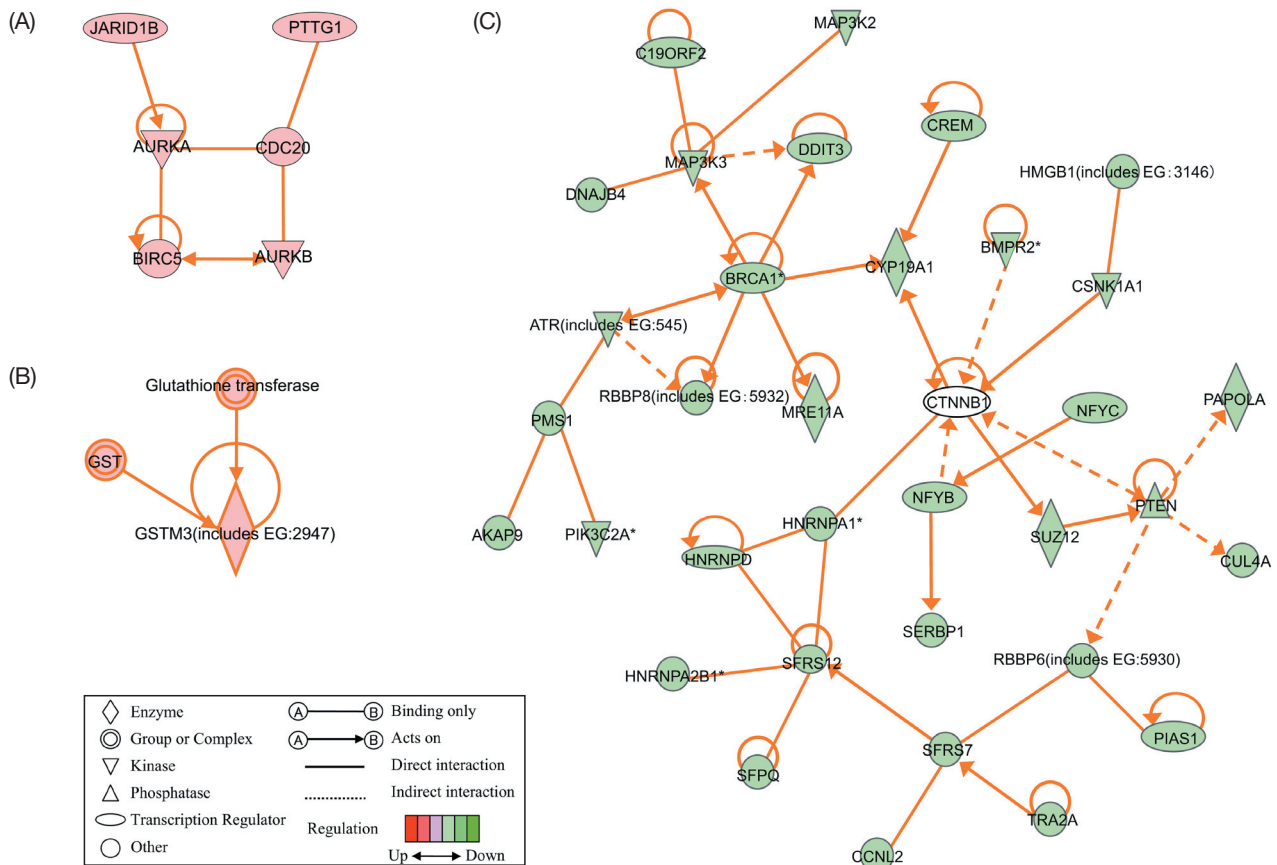 (A)
JARID1B
PTTG1
AURKA
CDC20
BIRC5
AURKB
(B)
Glutathione transferase
GST
GSTM3(includes EG:2947)
(C)
MAP3K2
C19ORF2
CREM
DDIT3
MAP3K3
HMGB1(includes EG:3146)
DNAJB4
BMPR2*
CYP19A1
BRCA1*
CSNK1A1
ATR(includes EG:545)
RBBP8(includes EG:5932)
MRE11A
CTNNB1
PAPOLA
NFYC
PMS1
NFYB
PTEN
HNRNPA1*
AKAP9
PIK3C2A*
SUZ12
HNRNPD
CUL4A
SERBP1
SFRS12
RBBP6(includes EG:5930)
HNRNPA2B1*
PIAS1
SFRS7
SFPQ
TRA2A
CCNL2
Enzyme
Group or Complex
Kinase
Phosphatase
Transcription Regulator
Other
A B Binding only
A B Acts on
Direct interaction
Indirect interaction
Regulation
Up Down